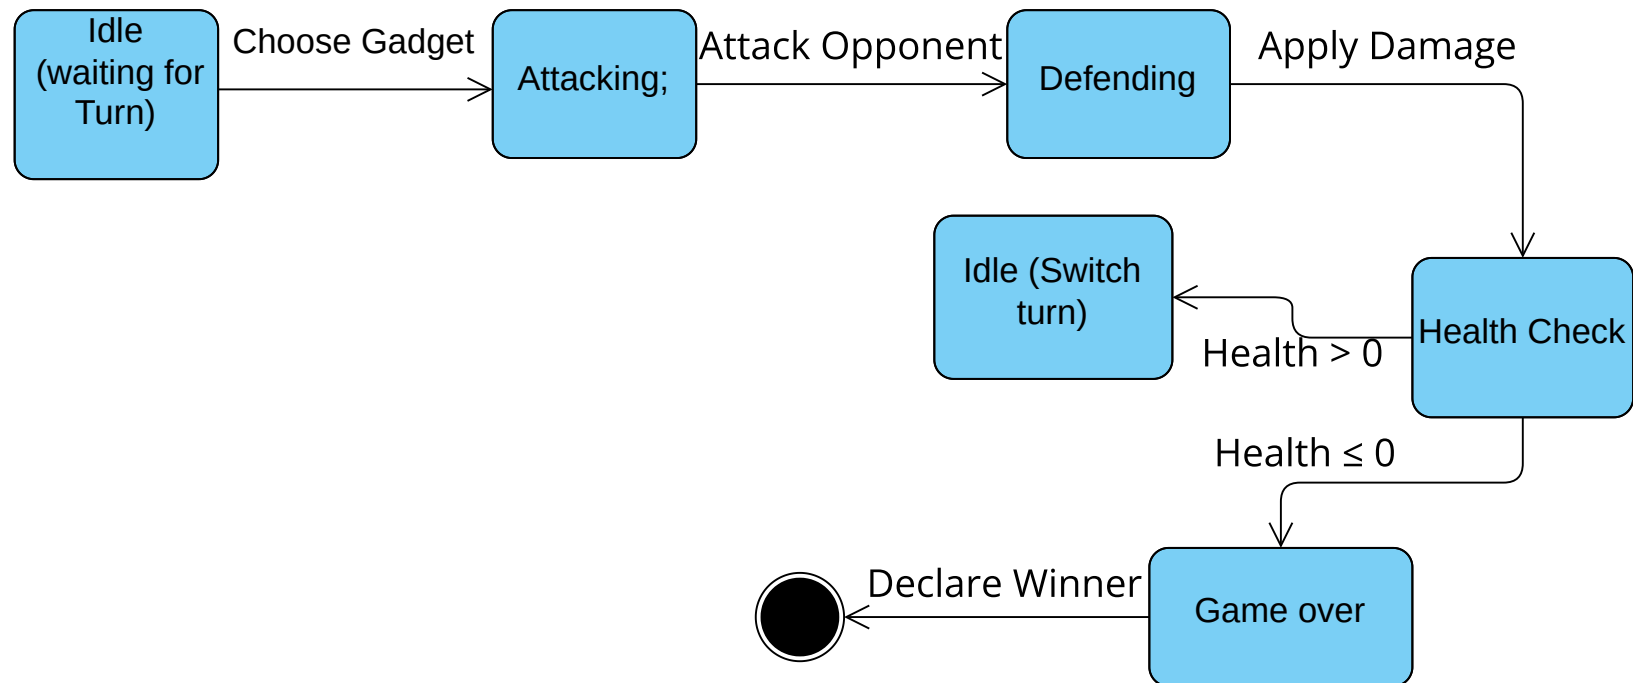 Idle
(waiting for
Turn)
Choose Gadget
Attacking;
Attack Opponent
Defending
Apply Damage
Idle (Switch
turn)
Health > 0
Health Check
Health ≤ 0
Declare Winner
Game over